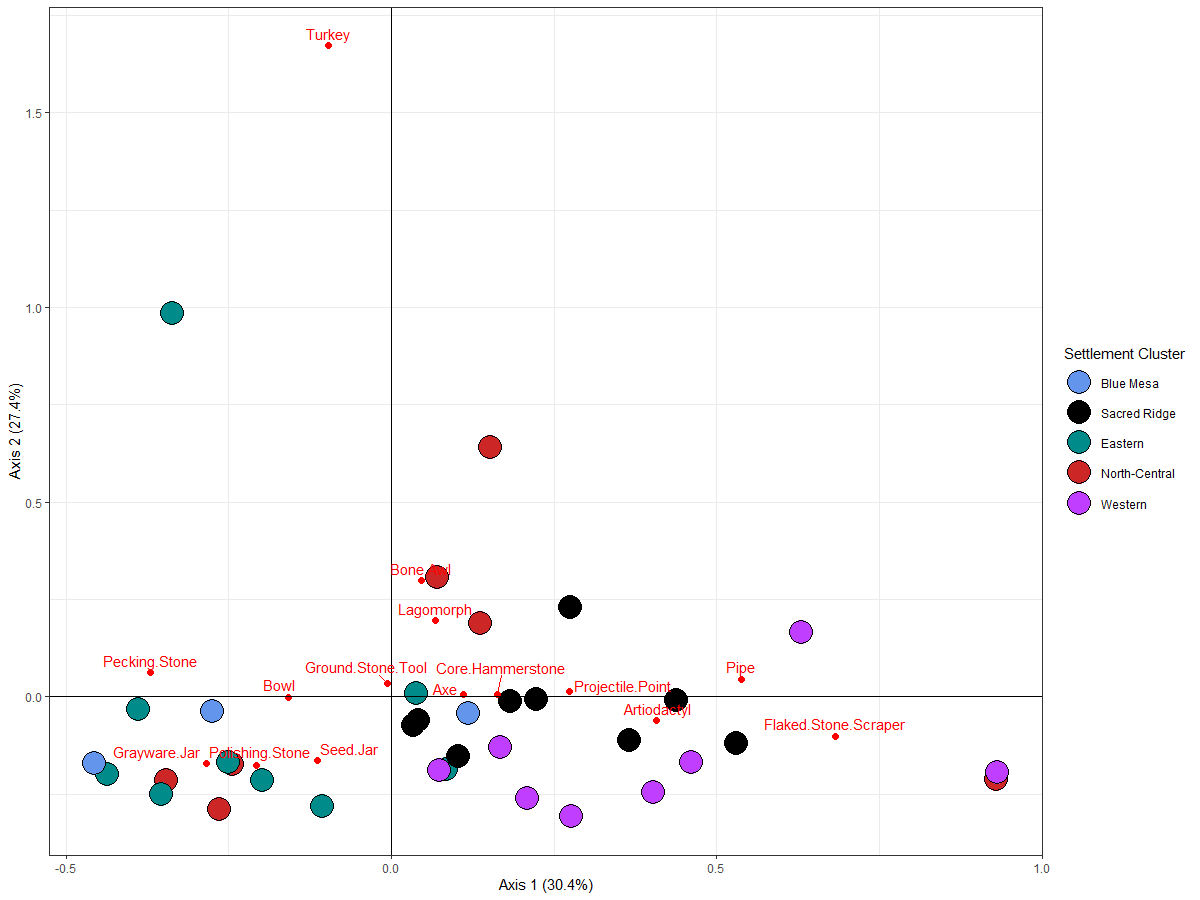 Turkey
1.5
1.0
Axis 2 (27.4%)
0.5
Bone.Awl
Lagomorph
Pecking.Stone
Ground.Stone.Tool
Core.Hammerstone
Pipe
Bowl
Axe
Projectile.Point
0.0
Artiodactyl
Flaked.Stone.Scraper
Grayware.Jar
Polishing.Stone
Seed.Jar
-0.5
0.0
0.5
1.0
Axis 1 (30.4%)
Settlement Cluster
Blue Mesa
Sacred Ridge
Eastern
North-Central
Western